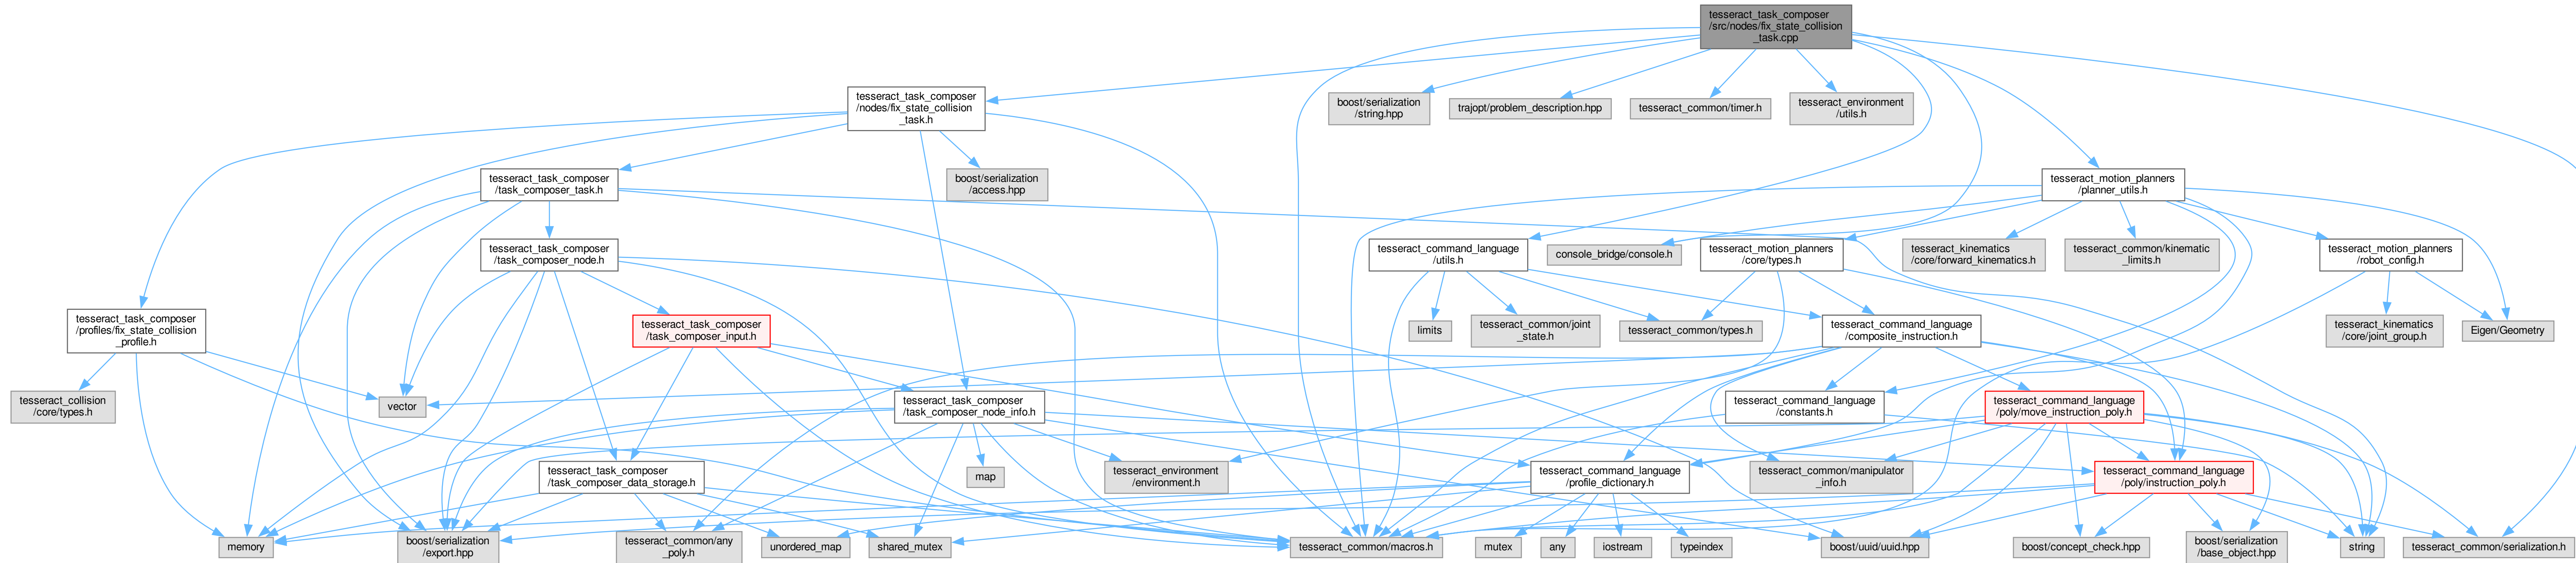 tesseract_task_composer
/src/nodes/fix_state_collision
_task.cpp
tesseract_task_composer
/nodes/fix_state_collision
_task.h
boost/serialization
/string.hpp
trajopt/problem_description.hpp
tesseract_common/timer.h
tesseract_environment
/utils.h
tesseract_task_composer
/task_composer_task.h
boost/serialization
/access.hpp
tesseract_motion_planners
/planner_utils.h
tesseract_task_composer
/task_composer_node.h
tesseract_command_language
/utils.h
console_bridge/console.h
tesseract_motion_planners
/core/types.h
tesseract_kinematics
/core/forward_kinematics.h
tesseract_common/kinematic
_limits.h
tesseract_motion_planners
/robot_config.h
tesseract_task_composer
/profiles/fix_state_collision
_profile.h
tesseract_task_composer
/task_composer_input.h
limits
tesseract_common/joint
_state.h
tesseract_common/types.h
tesseract_command_language
/composite_instruction.h
tesseract_kinematics
/core/joint_group.h
Eigen/Geometry
tesseract_collision
/core/types.h
vector
tesseract_task_composer
/task_composer_node_info.h
tesseract_command_language
/constants.h
tesseract_command_language
/poly/move_instruction_poly.h
tesseract_task_composer
/task_composer_data_storage.h
map
tesseract_environment
/environment.h
tesseract_command_language
/profile_dictionary.h
tesseract_common/manipulator
_info.h
tesseract_command_language
/poly/instruction_poly.h
memory
boost/serialization
/export.hpp
tesseract_common/any
_poly.h
unordered_map
shared_mutex
tesseract_common/macros.h
mutex
any
iostream
typeindex
boost/uuid/uuid.hpp
boost/concept_check.hpp
boost/serialization
/base_object.hpp
string
tesseract_common/serialization.h